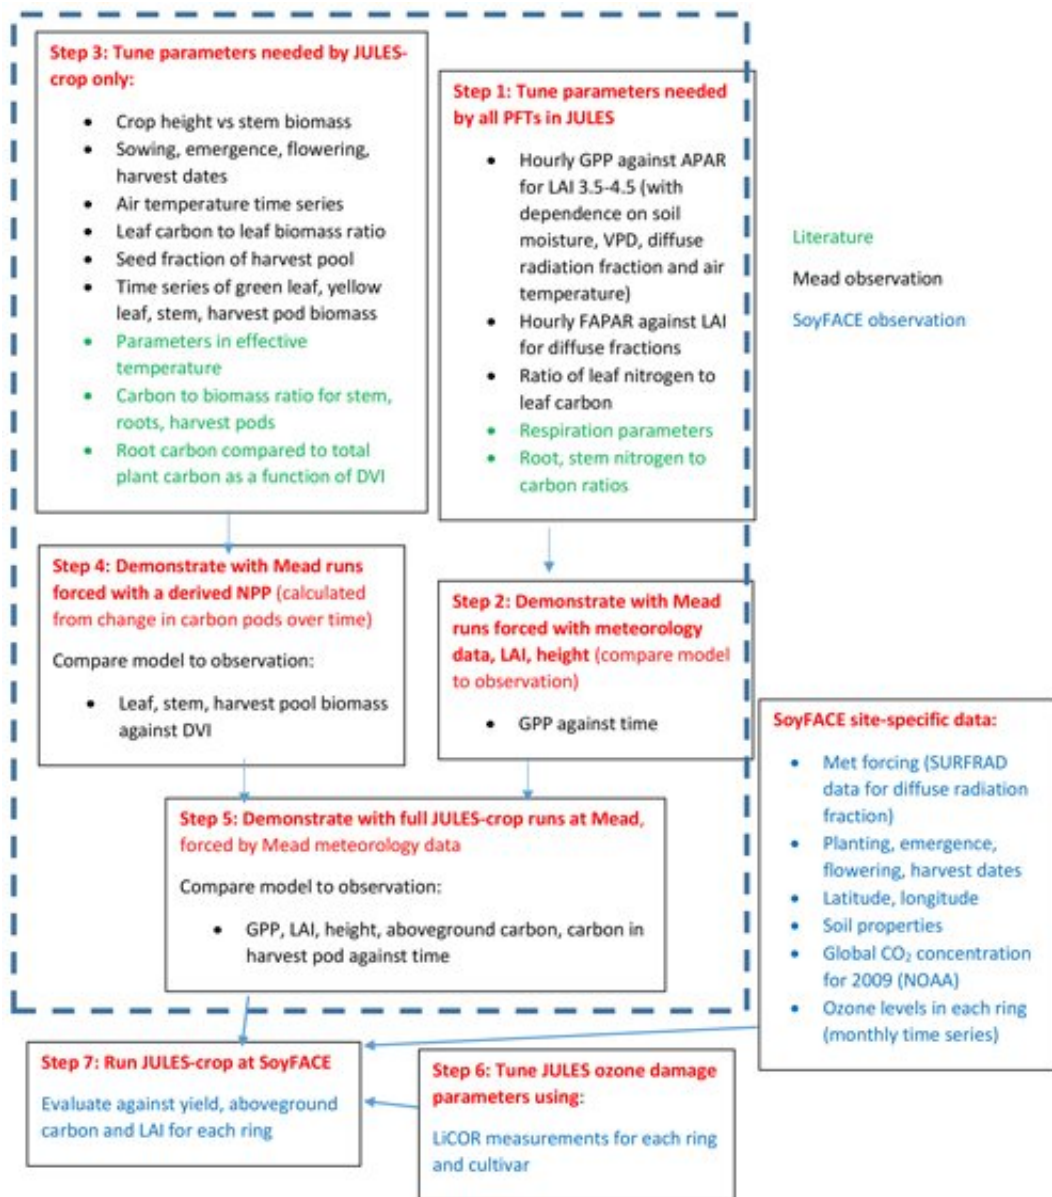 Step 3: Tune parameters needed by JULES-
crop only:
• Crop height vs stem biomass
• Sowing, emergence, flowering,
harvest dates
• Air temperature time series
• Leaf carbon to leaf biomass ratio
• Seed fraction of harvest pool
• Time series of green leaf, yellow
leaf, stem, harvest pod biomass
• Parameters in effective
temperature
• Carbon to biomass ratio for stem,
roots, harvest pods
• Root carbon compared to total
plant carbon as a function of DVI
Step 1: Tune parameters needed
by all PFTs in JULES
• Hourly GPP against APAR
for LAI 3.5-4.5 (with
dependence on soil
moisture, VPD, diffuse
radiation fraction and air
temperature)
• Hourly FAPAR against LAI
for diffuse fractions
• Ratio of leaf nitrogen to
leaf carbon
• Respiration parameters
• Root, stem nitrogen to
carbon ratios
Literature
Mead observation
SoyFACE observation
Step 4: Demonstrate with Mead runs
forced with a derived NPP (calculated
from change in carbon pods over time)
Compare model to observation:
• Leaf, stem, harvest pool biomass
against DVI
Step 2: Demonstrate with Mead
runs forced with meteorology
data, LAI, height (compare model
to observation)
• GPP against time
SoyFACE site-specific data:
• Met forcing (SURFRAD
data for diffuse radiation
fraction)
• Planting, emergence,
flowering, harvest dates
• Latitude, longitude
• Soil properties
• Global CO₂ concentration
for 2009 (NOAA)
• Ozone levels in each ring
(monthly time series)
Step 5: Demonstrate with full JULES-crop runs at Mead,
forced by Mead meteorology data
Compare model to observation:
• GPP, LAI, height, aboveground carbon, carbon in
harvest pod against time
Step 7: Run JULES-crop at SoyFACE
Evaluate against yield, aboveground
carbon and LAI for each ring
Step 6: Tune JULES ozone damage
parameters using:
LiCOR measurements for each ring
and cultivar